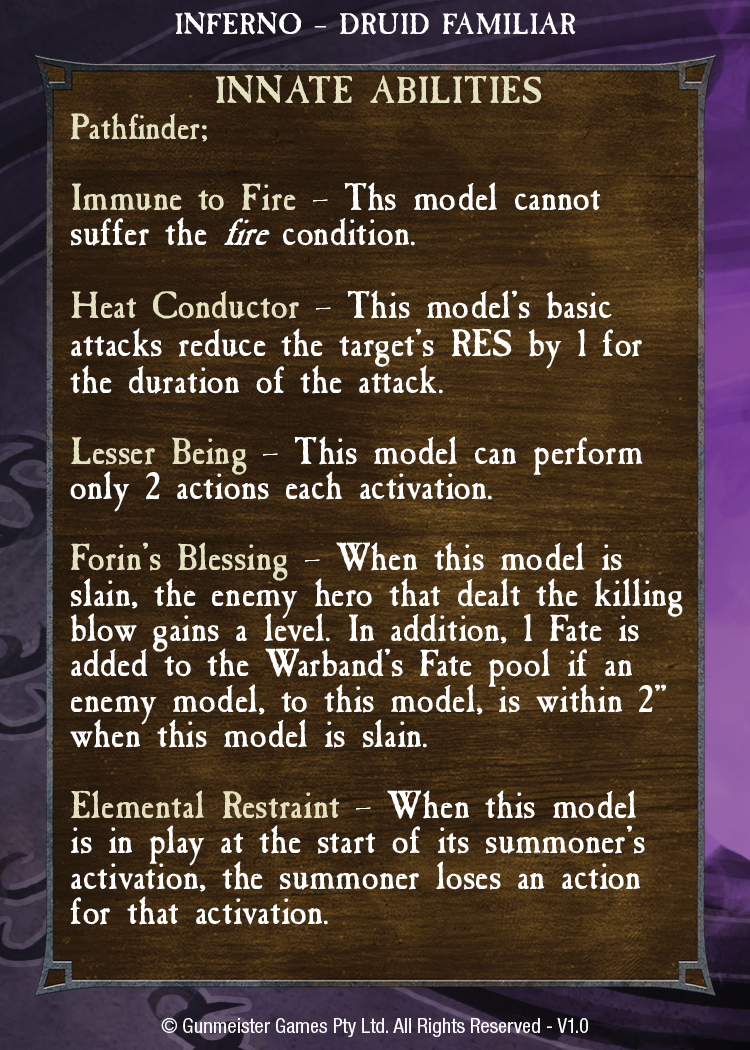 INFERNO – DRUID FAMILIAR
INNATE ABILITIES
Pathfinder;
Immune to Fire – Ths model cannot
suffer the fire condition.
Heat Conductor – This model's basic
attacks reduce the target's RES by 1 for
the duration of the attack.
Lesser Being – This model can perform
only 2 actions each activation.
Forin's Blessing – When this model is
slain, the enemy hero that dealt the killing
blow gains a level. In addition, 1 Fate is
added to the Warband's Fate pool if an
enemy model, to this model, is within 2”
when this model is slain.
Elemental Restraint – When this model
is in play at the start of its summoner's
activation, the summoner loses an action
for that activation.
© Gunmeister Games Pty Ltd. All Rights Reserved - V1.0